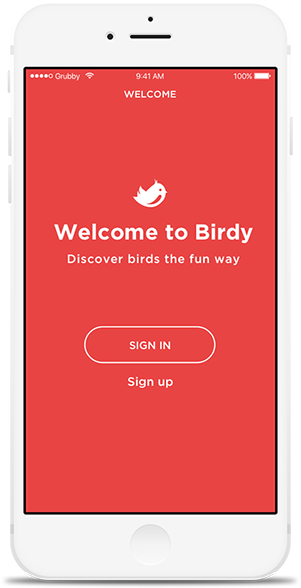 Grubby 9:41 AM 100%
WELCOME
Welcome to Birdy
Discover birds the fun way
SIGN IN
Sign up